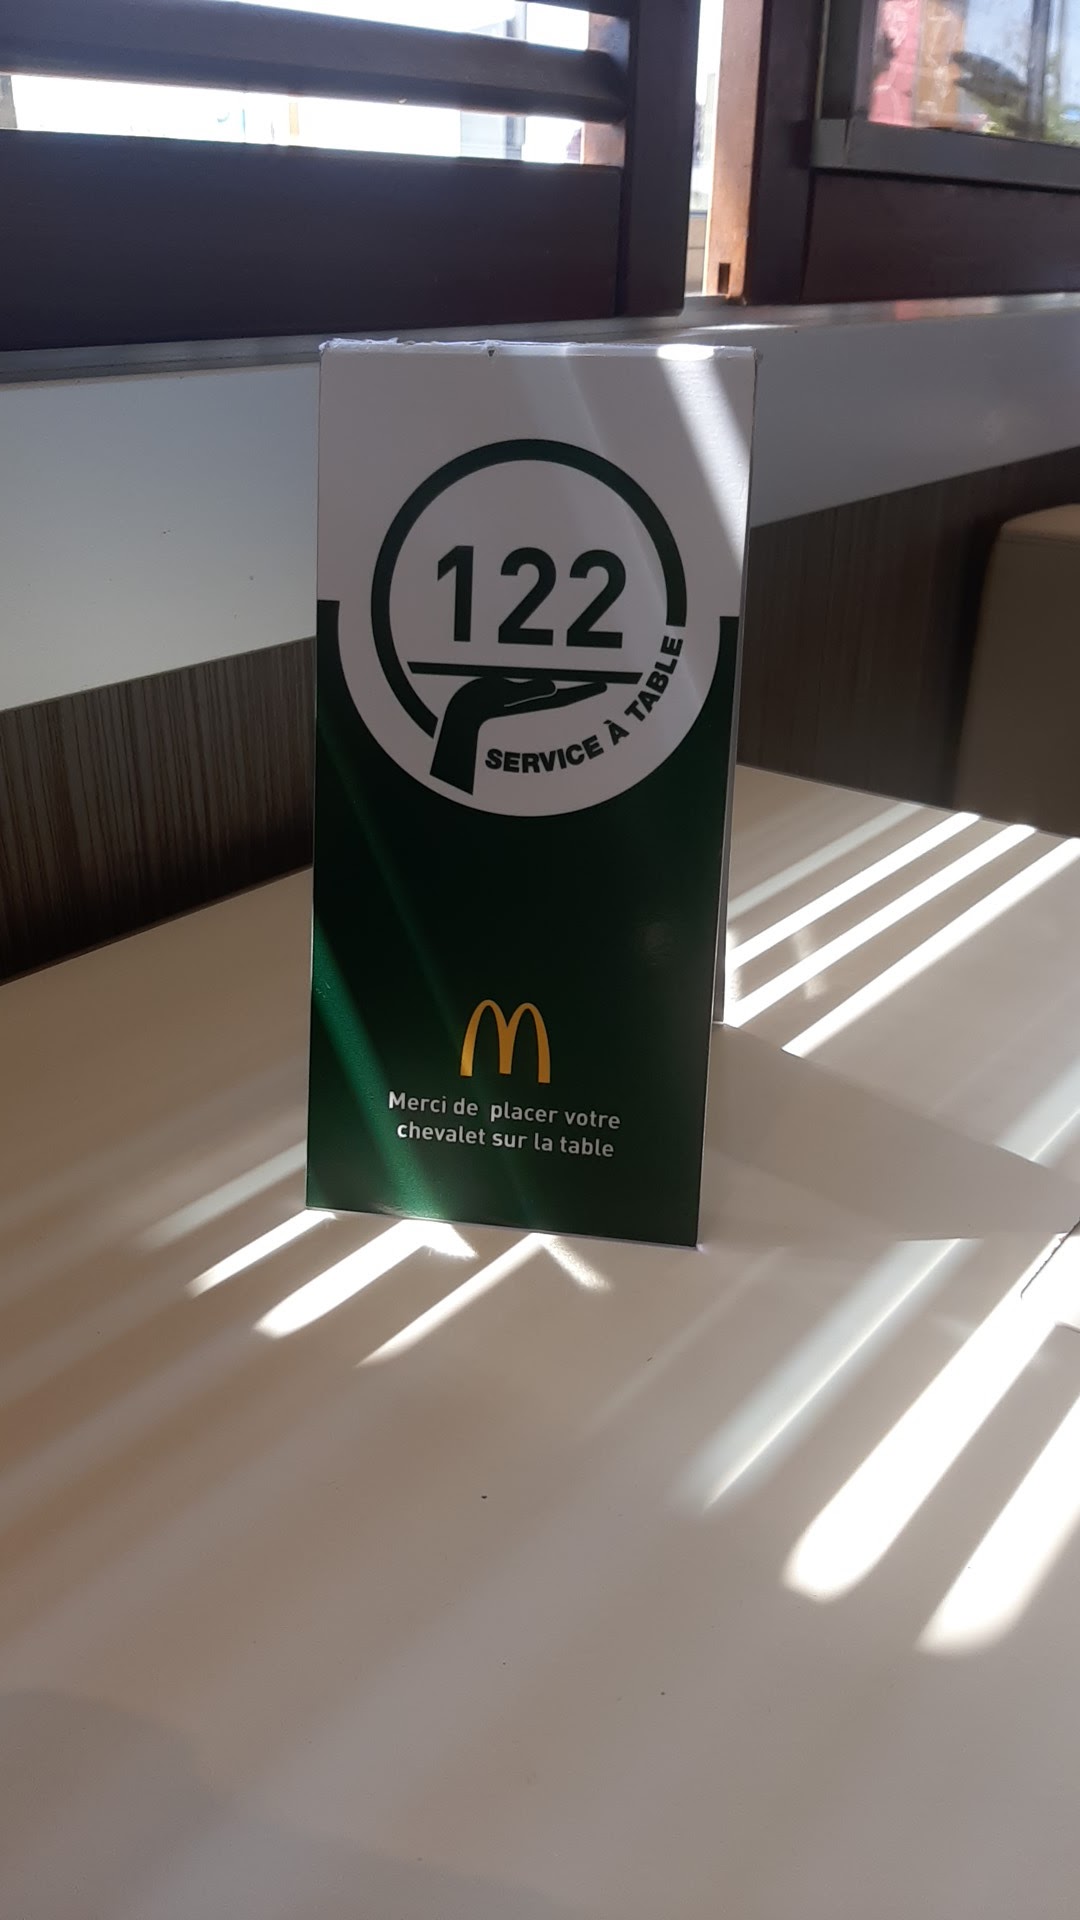 122
SERVICE À TABLE
Merci de placer votre
chevalet sur la table